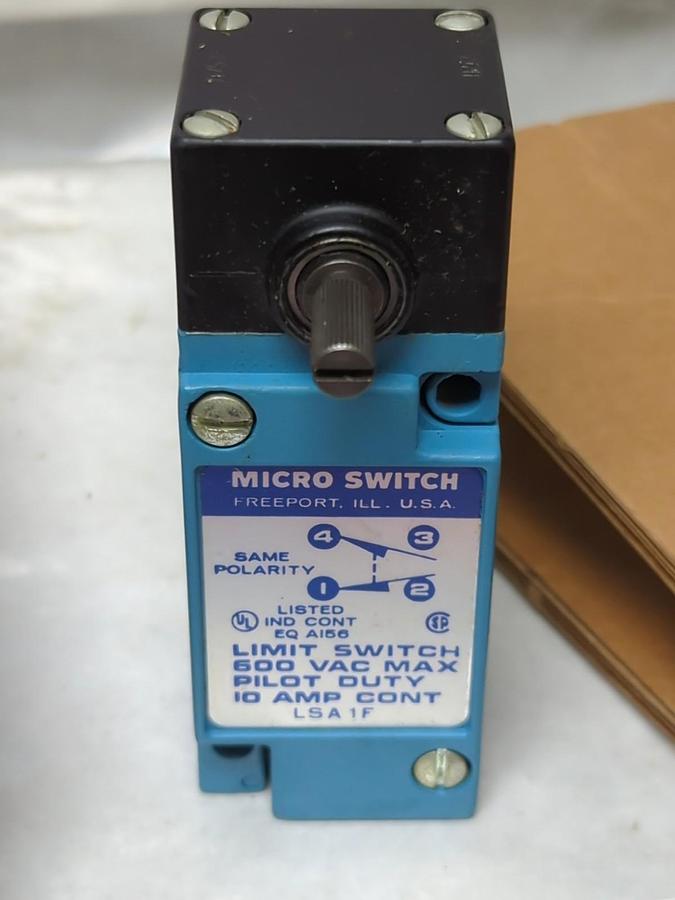 MICRO SWITCH
FREEPORT, ILL. U.S.A.
4 3
SAME
POLARITY
1 2
UL LISTED
IND CONT
EQ A156
LIMIT SWITCH
600 VAC MAX
PILOT DUTY
10 AMP CONT
LSA1F